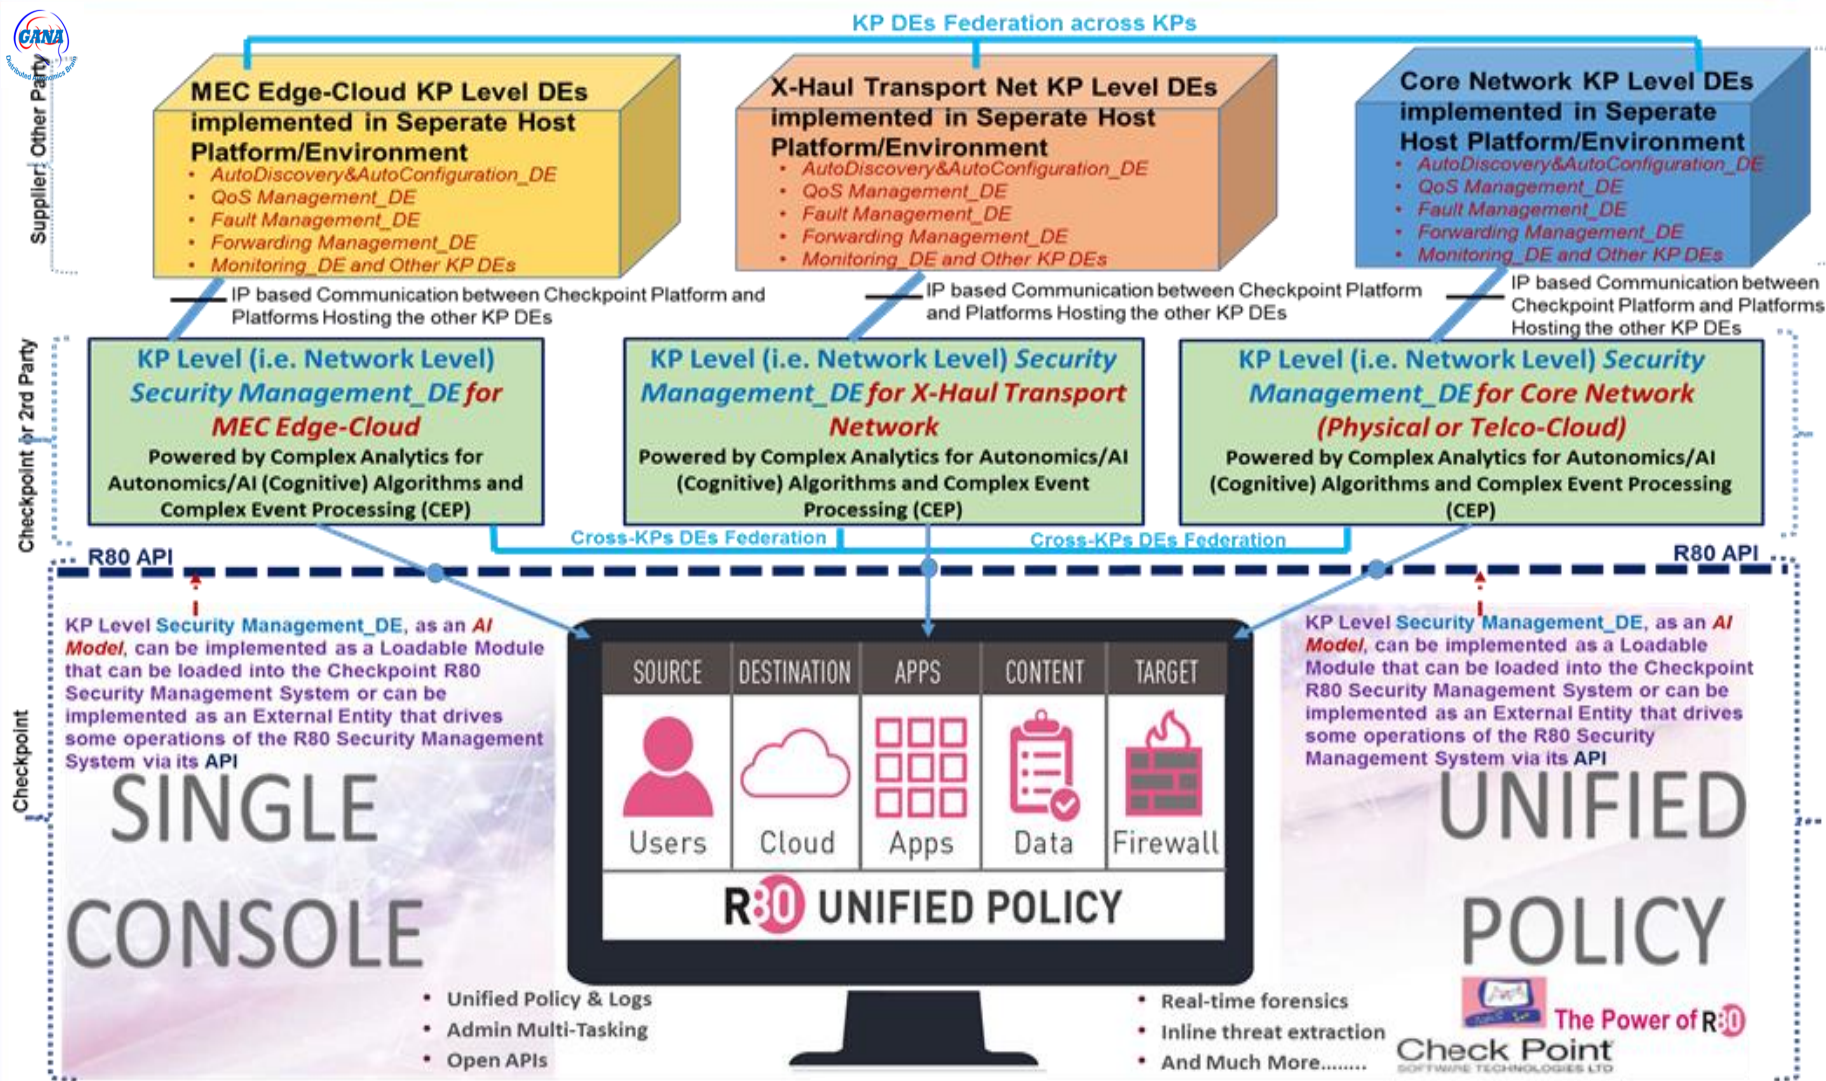 GANA
Distributed Autonomics Brain
KP DEs Federation across KPs
Supplier| Other Party
MEC Edge-Cloud KP Level DEs
implemented in Seperate Host
Platform/Environment
• AutoDiscovery&AutoConfiguration_DE
• QoS Management_DE
• Fault Management_DE
• Forwarding Management_DE
• Monitoring_DE and Other KP DEs
X-Haul Transport Net KP Level DEs
implemented in Seperate Host
Platform/Environment
• AutoDiscovery&AutoConfiguration_DE
• QoS Management_DE
• Fault Management_DE
• Forwarding Management_DE
• Monitoring_DE and Other KP DEs
Core Network KP Level DEs
implemented in Seperate
Host Platform/Environment
• AutoDiscovery&AutoConfiguration_DE
• QoS Management_DE
• Fault Management_DE
• Forwarding Management_DE
• Monitoring_DE and Other KP DEs
IP based Communication between Checkpoint Platform and
Platforms Hosting the other KP DEs
IP based Communication between Checkpoint Platform
and Platforms Hosting the other KP DEs
IP based Communication between
Checkpoint Platform and Platforms
Hosting the other KP DEs
Checkpoint or 2rd Party
KP Level (i.e. Network Level)
Security Management_DE for
MEC Edge-Cloud
Powered by Complex Analytics for
Autonomics/AI (Cognitive) Algorithms and
Complex Event Processing (CEP)
KP Level (i.e. Network Level) Security
Management_DE for X-Haul Transport
Network
Powered by Complex Analytics for Autonomics/AI
(Cognitive) Algorithms and Complex Event
Processing (CEP)
KP Level (i.e. Network Level) Security
Management_DE for Core Network
(Physical or Telco-Cloud)
Powered by Complex Analytics for Autonomics/AI
(Cognitive) Algorithms and Complex Event Processing
(CEP)
Cross-KPs DEs Federation
Cross-KPs DEs Federation
R80 API
R80 API
Checkpoint
KP Level Security Management_DE, as an AI
Model, can be implemented as a Loadable Module
that can be loaded into the Checkpoint R80
Security Management System or can be
implemented as an External Entity that drives
some operations of the R80 Security Management
System via its API
SINGLE
CONSOLE
• Unified Policy & Logs
• Admin Multi-Tasking
• Open APIs
SOURCE DESTINATION APPS CONTENT TARGET
Users Cloud Apps Data Firewall
R80 UNIFIED POLICY
KP Level Security Management_DE, as an AI
Model, can be implemented as a Loadable
Module that can be loaded into the Checkpoint
R80 Security Management System or can be
implemented as an External Entity that drives
some operations of the R80 Security
Management System via its API
UNIFIED
POLICY
• Real-time forensics
• Inline threat extraction
• And Much More........
The Power of R80
Check Point
SOFTWARE TECHNOLOGIES LTD